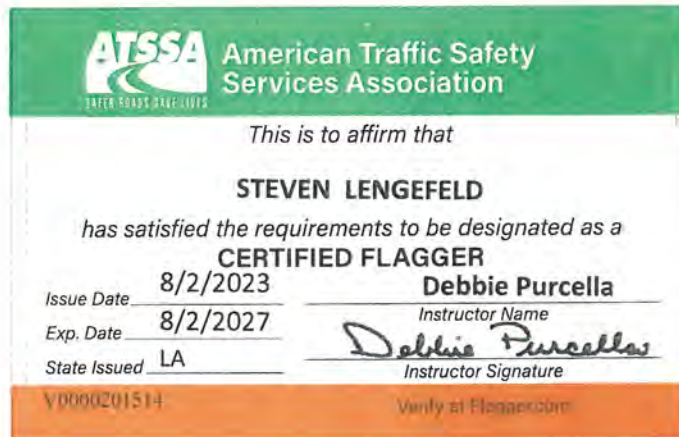 ATSSA
SAFER ROADS SAVE LIVES
American Traffic Safety
Services Association
This is to affirm that
STEVEN LENGEFELD
has satisfied the requirements to be designated as a
CERTIFIED FLAGGER
Issue Date 8/2/2023
Debbie Purcella
Instructor Name
Exp. Date 8/2/2027
Debbie Purcella
State Issued LA
Instructor Signature
V0000201514
Verify at Flagger.com